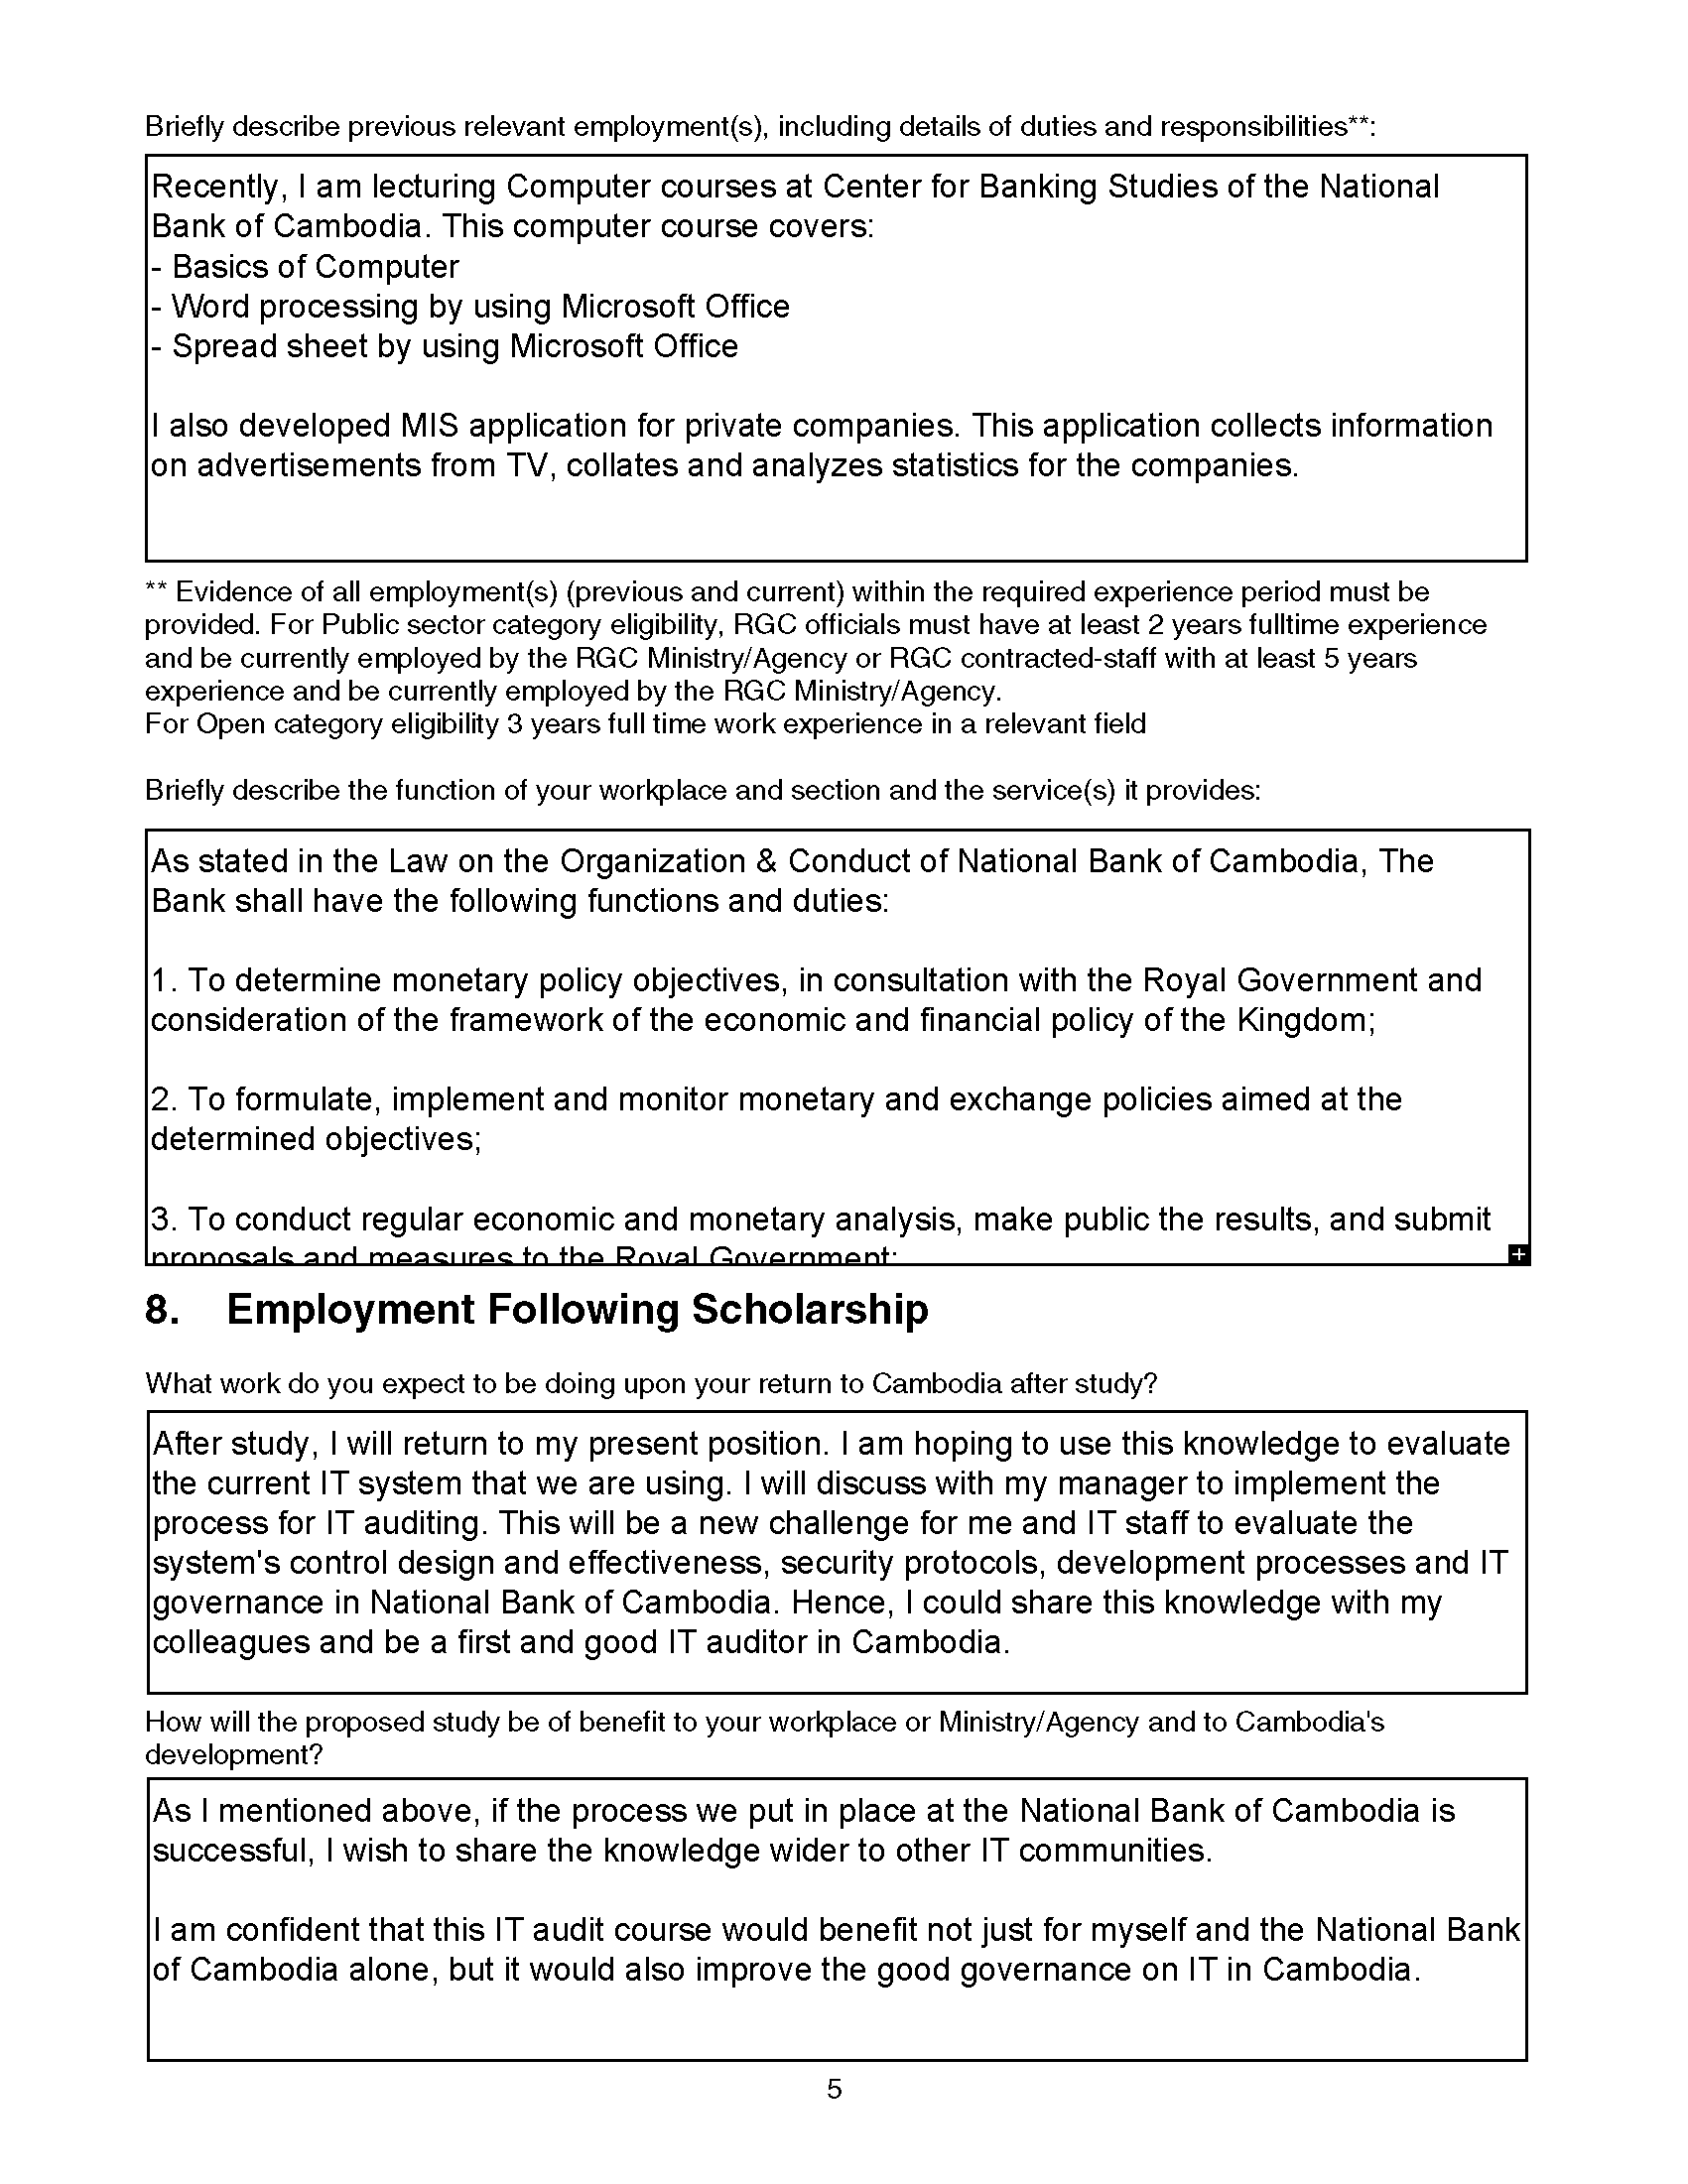 Briefly describe previous relevant employment(s), including details of duties and responsibilities**:
Recently, I am lecturing Computer courses at Center for Banking Studies of the National
Bank of Cambodia. This computer course covers:
- Basics of Computer
- Word processing by using Microsoft Office
- Spread sheet by using Microsoft Office
I also developed MIS application for private companies. This application collects information
on advertisements from TV, collates and analyzes statistics for the companies.
** Evidence of all employment(s) (previous and current) within the required experience period must be
provided. For Public sector category eligibility, RGC officials must have at least 2 years fulltime experience
and be currently employed by the RGC Ministry/Agency or RGC contracted-staff with at least 5 years
experience and be currently employed by the RGC Ministry/Agency.
For Open category eligibility 3 years full time work experience in a relevant field
Briefly describe the function of your workplace and section and the service(s) it provides:
As stated in the Law on the Organization & Conduct of National Bank of Cambodia, The
Bank shall have the following functions and duties:
1. To determine monetary policy objectives, in consultation with the Royal Government and
consideration of the framework of the economic and financial policy of the Kingdom;
2. To formulate, implement and monitor monetary and exchange policies aimed at the
determined objectives;
3. To conduct regular economic and monetary analysis, make public the results, and submit
proposals and measures to the Royal Government;
8. Employment Following Scholarship
What work do you expect to be doing upon your return to Cambodia after study?
After study, I will return to my present position. I am hoping to use this knowledge to evaluate
the current IT system that we are using. I will discuss with my manager to implement the
process for IT auditing. This will be a new challenge for me and IT staff to evaluate the
system's control design and effectiveness, security protocols, development processes and IT
governance in National Bank of Cambodia. Hence, I could share this knowledge with my
colleagues and be a first and good IT auditor in Cambodia.
How will the proposed study be of benefit to your workplace or Ministry/Agency and to Cambodia's
development?
As I mentioned above, if the process we put in place at the National Bank of Cambodia is
successful, I wish to share the knowledge wider to other IT communities.
I am confident that this IT audit course would benefit not just for myself and the National Bank
of Cambodia alone, but it would also improve the good governance on IT in Cambodia.
5